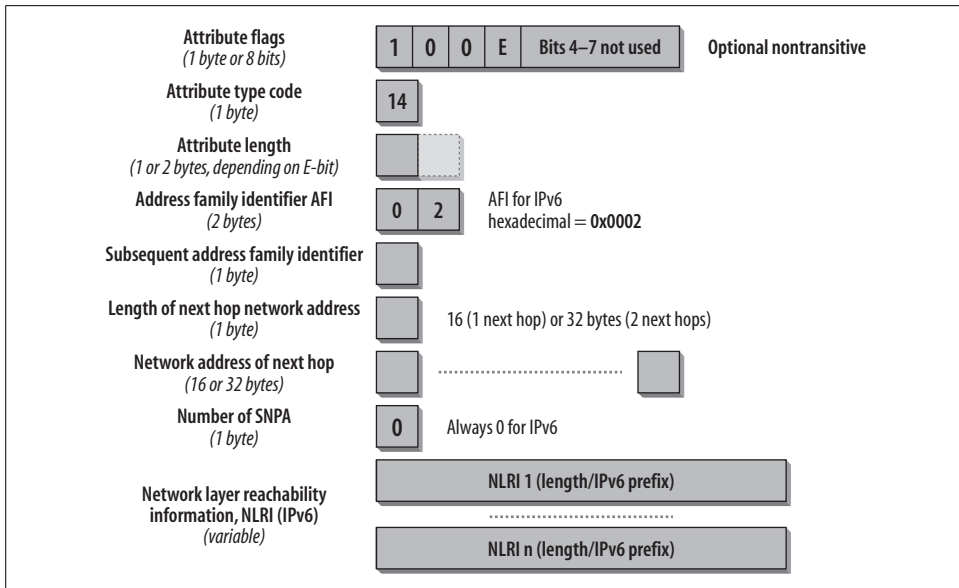 Attribute flags
(1 byte or 8 bits)
1 0 0 E Bits 4–7 not used
Optional nontransitive
Attribute type code
(1 byte)
14
Attribute length
(1 or 2 bytes, depending on E-bit)
Address family identifier AFI
(2 bytes)
0 2
AFI for IPv6
hexadecimal = 0x0002
Subsequent address family identifier
(1 byte)
Length of next hop network address
(1 byte)
16 (1 next hop) or 32 bytes (2 next hops)
Network address of next hop
(16 or 32 bytes)
Number of SNPA
(1 byte)
0
Always 0 for IPv6
Network layer reachability
information, NLRI (IPv6)
(variable)
NLRI 1 (length/IPv6 prefix)
NLRI n (length/IPv6 prefix)